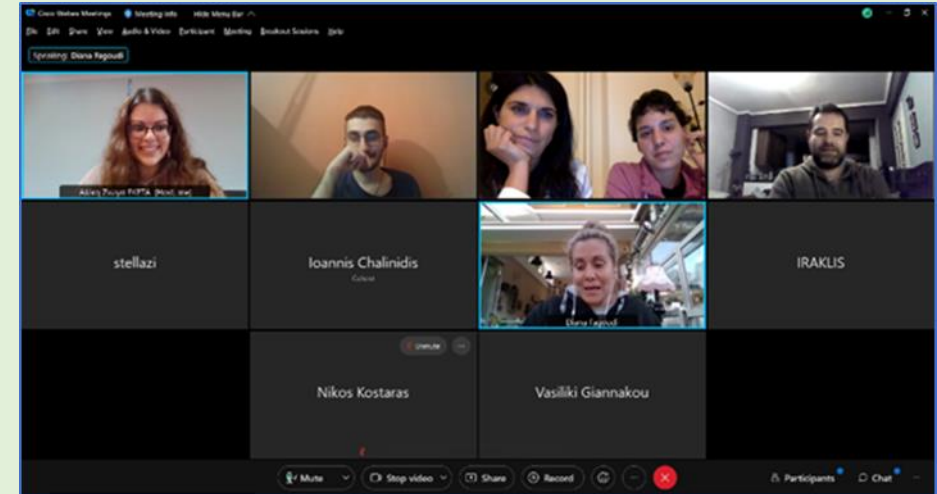 Cisco Webex Meetings Meeting info Hide Menu Bar
File Edit Share View Audio & Video Participant Meeting Breakout Sessions Help
Speaking: Diana Fagoudi
stellazi
Ioannis Chalinidis
IRAKLIS
Diana Fagoudi
Unmute
Nikos Kostaras
Vasiliki Giannakou
Mute Stop video Share Record Participants Chat